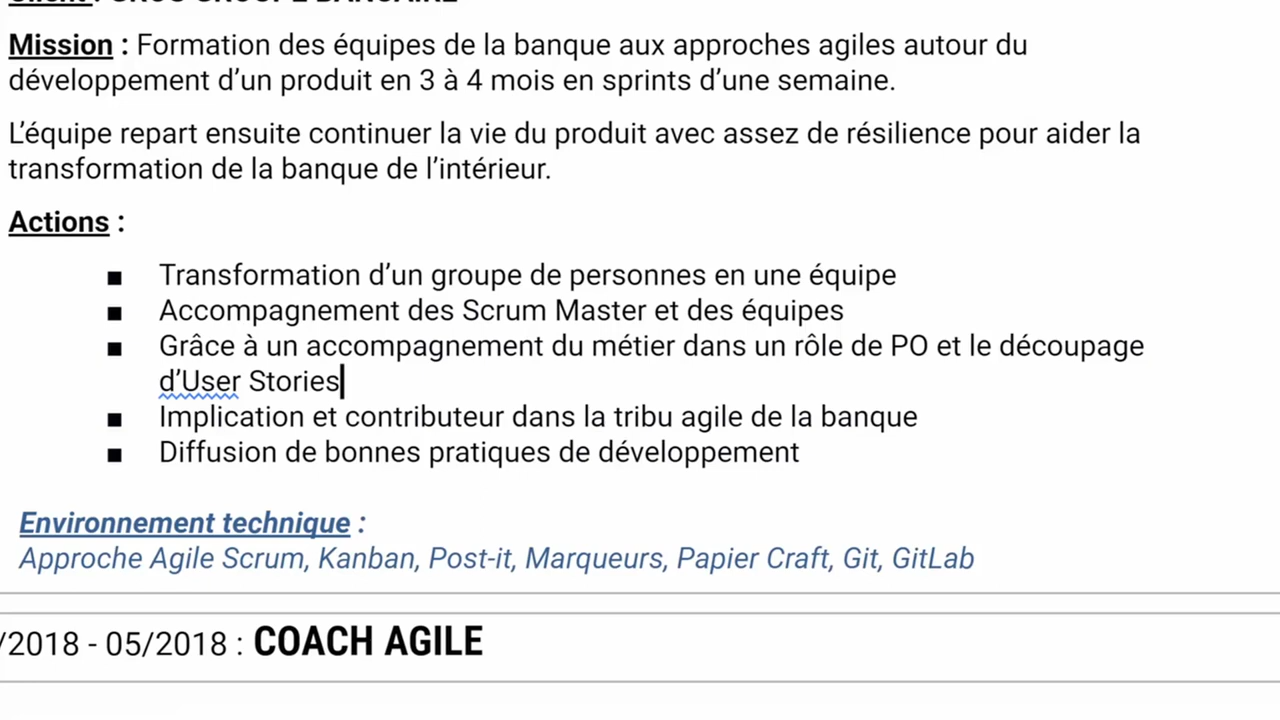 Mission : Formation des équipes de la banque aux approches agiles autour du
développement d’un produit en 3 à 4 mois en sprints d’une semaine.
L’équipe repart ensuite continuer la vie du produit avec assez de résilience pour aider la
transformation de la banque de l’intérieur.
Actions :
■ Transformation d’un groupe de personnes en une équipe
■ Accompagnement des Scrum Master et des équipes
■ Grâce à un accompagnement du métier dans un rôle de PO et le découpage
d’User Stories
■ Implication et contributeur dans la tribu agile de la banque
■ Diffusion de bonnes pratiques de développement
Environnement technique :
Approche Agile Scrum, Kanban, Post-it, Marqueurs, Papier Craft, Git, GitLab
/2018 - 05/2018 : COACH AGILE